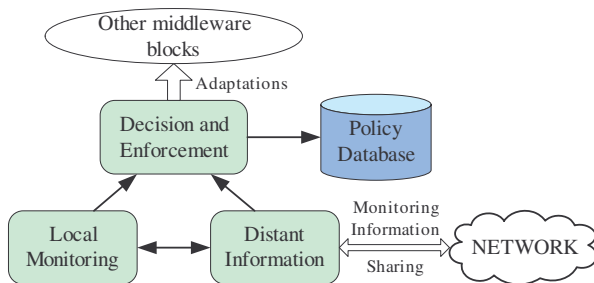 Other middleware
blocks
Adaptations
Decision and
Enforcement
Policy
Database
Monitoring
Information
Local
Monitoring
Distant
Information
Sharing
NETWORK